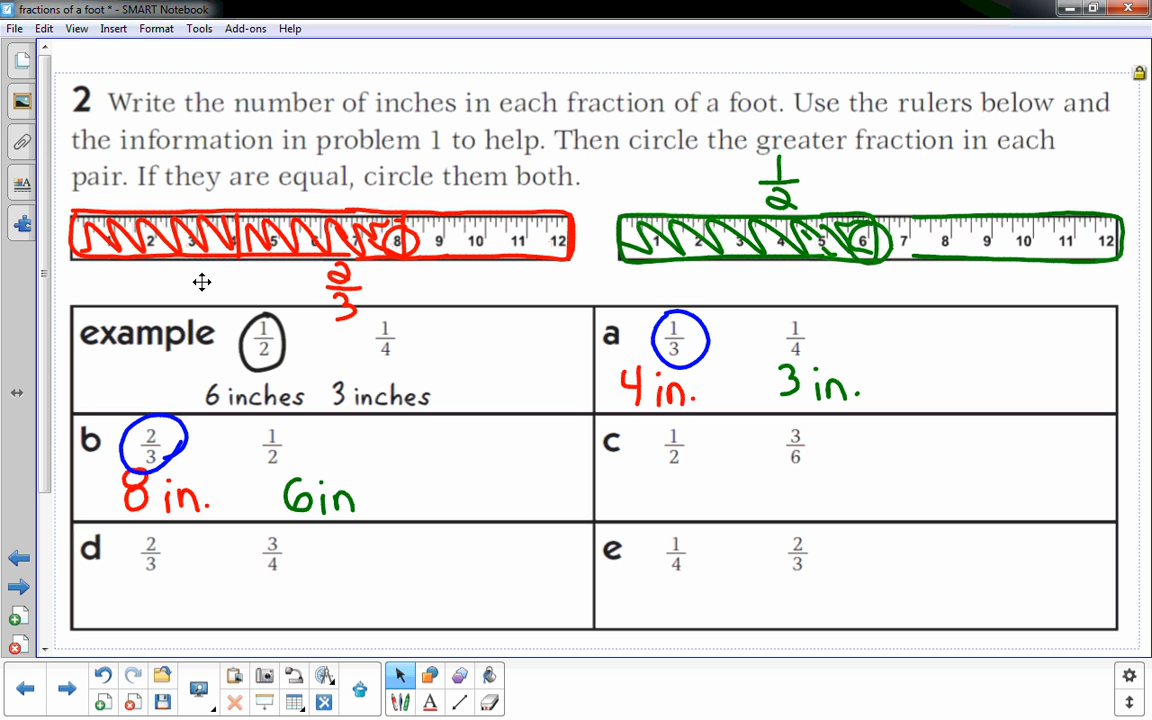 fractions of a foot * - SMART Notebook
File Edit View Insert Format Tools Add-ons Help
2 Write the number of inches in each fraction of a foot. Use the rulers below and
the information in problem 1 to help. Then circle the greater fraction in each
pair. If they are equal, circle them both.
1/2
2 3 4 5 6 7 8 9 10 11 12
1 2 3 4 5 6 7 8 9 10 11 12
2/3
example 1/2 1/4
6 inches 3 inches
a 1/3 1/4
4 in. 3 in.
b 2/3 1/2
8 in. 6in
c 1/2 3/6
d 2/3 3/4
e 1/4 2/3